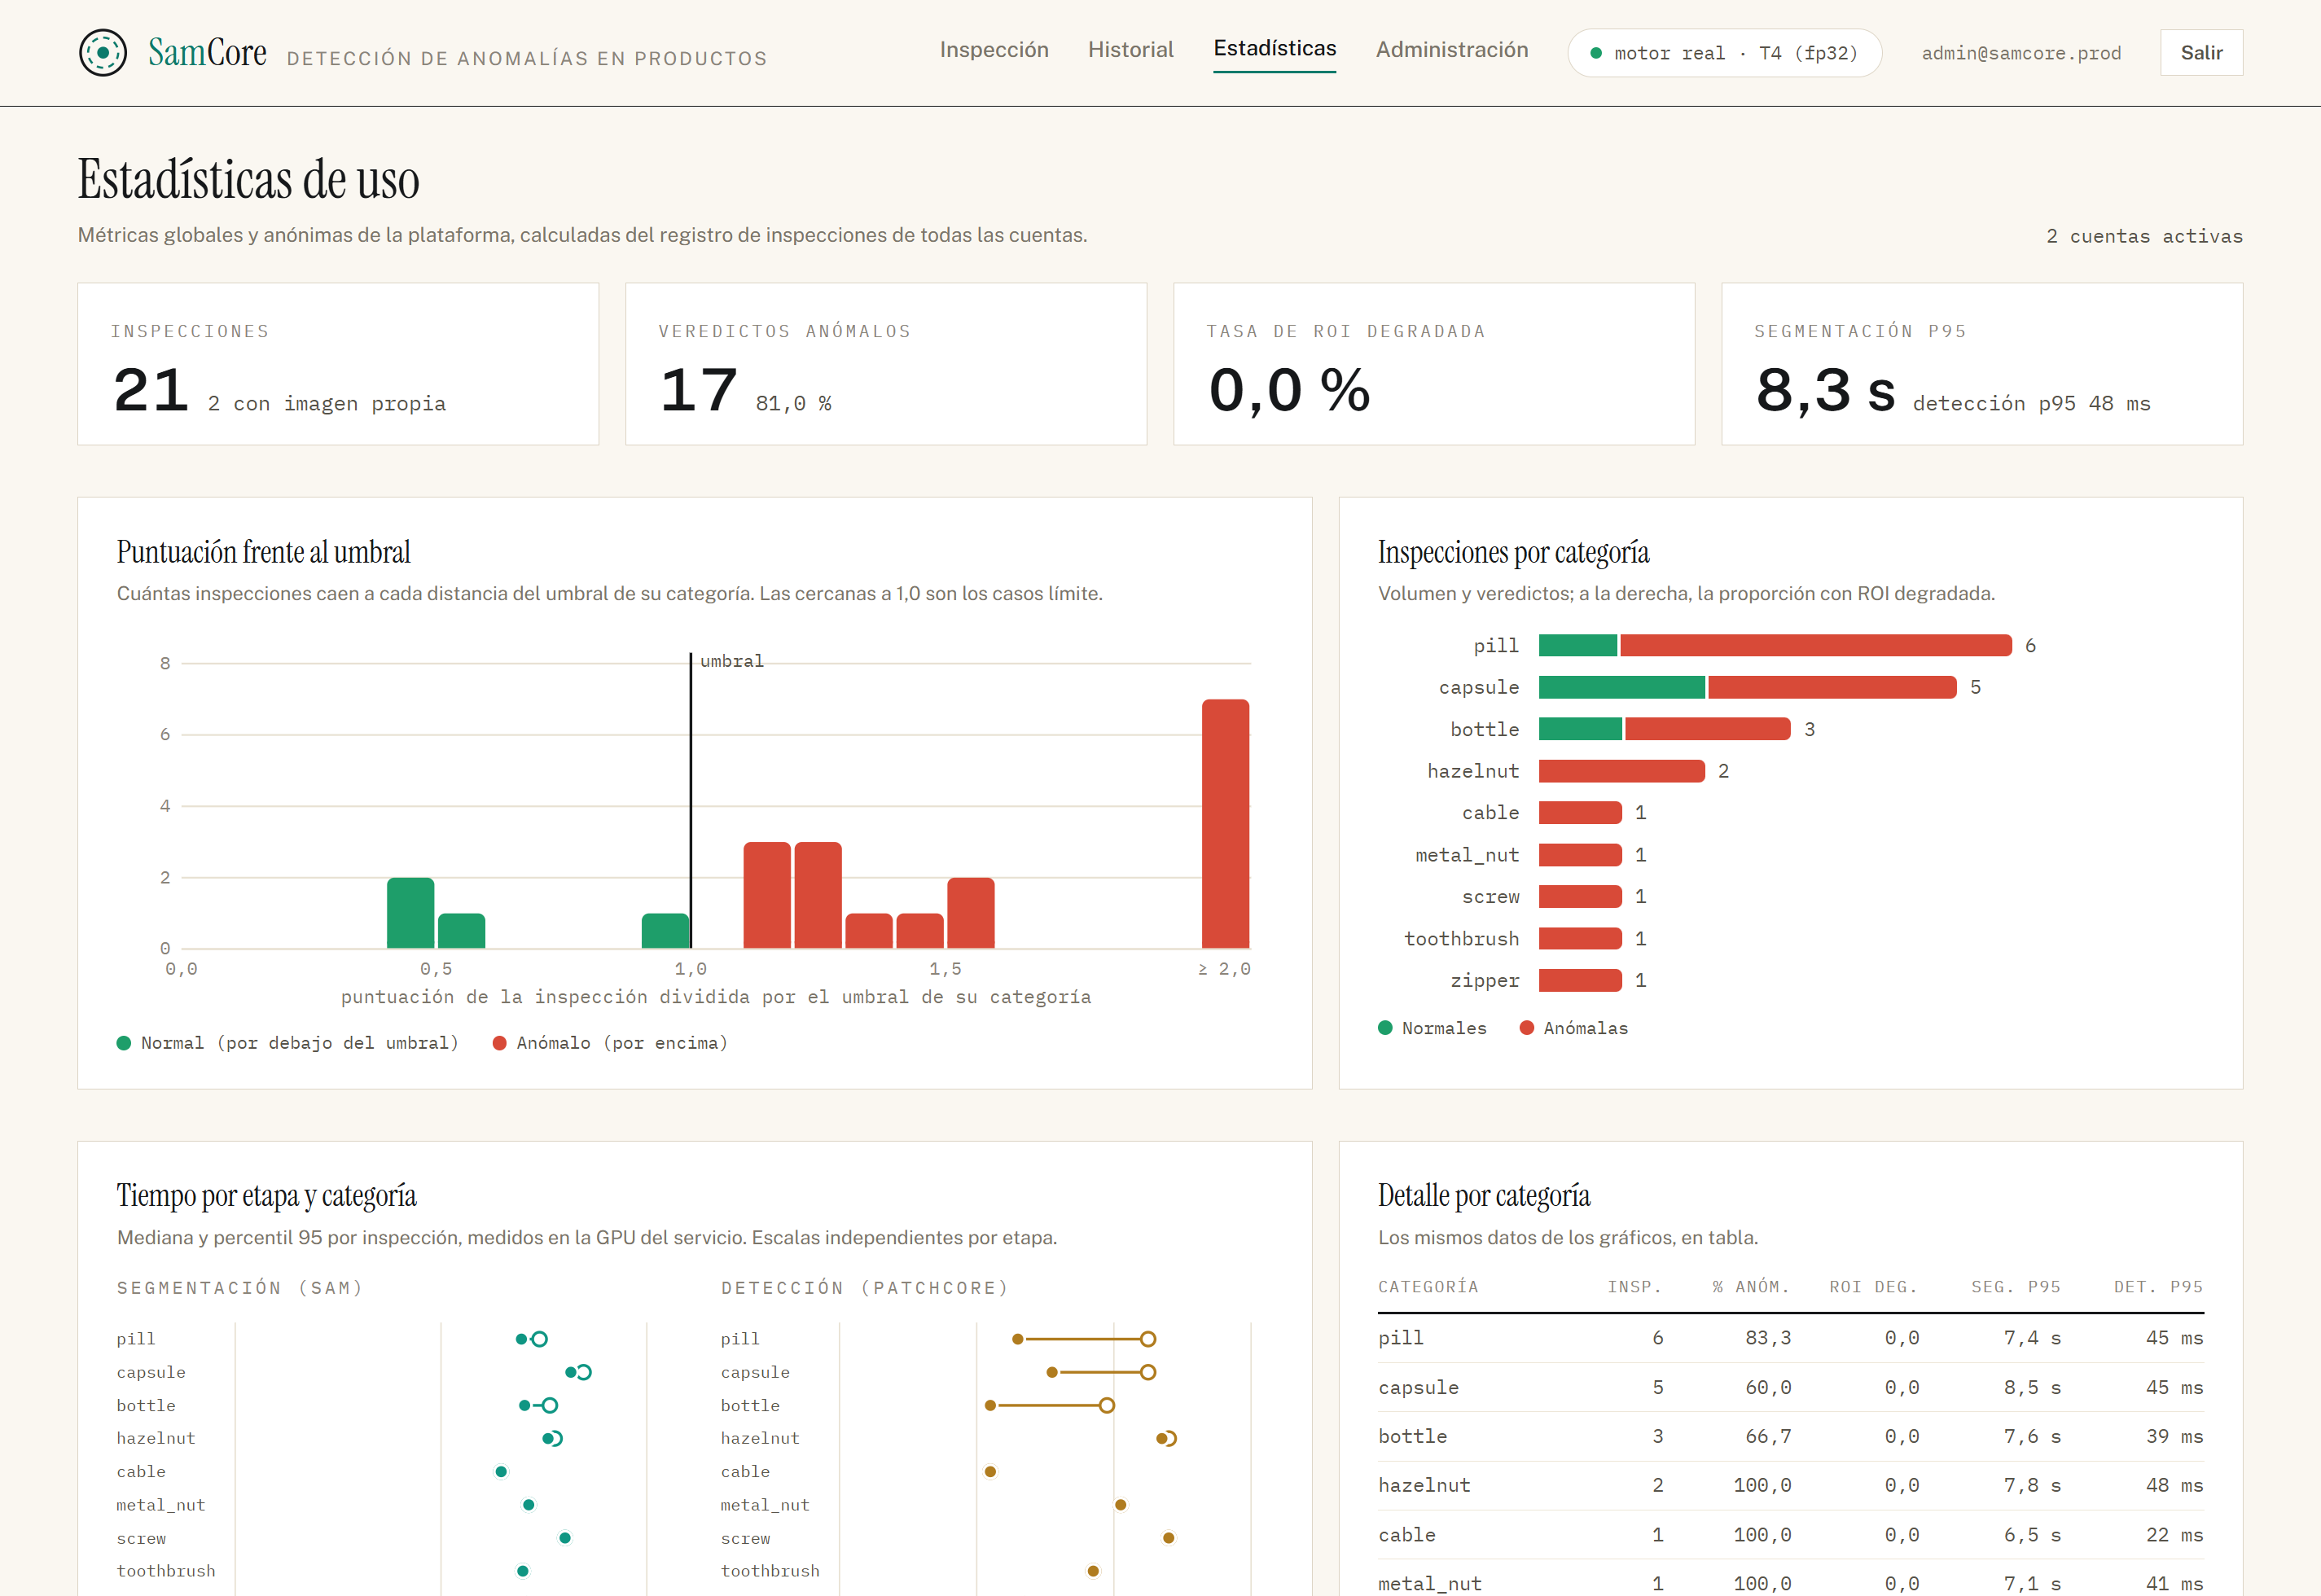 SamCore DETECCIÓN DE ANOMALÍAS EN PRODUCTOS
Inspección Historial Estadísticas Administración motor real · T4 (fp32) admin@samcore.prod Salir
Estadísticas de uso
Métricas globales y anónimas de la plataforma, calculadas del registro de inspecciones de todas las cuentas.
2 cuentas activas
INSPECCIONES
21 2 con imagen propia
VEREDICTOS ANÓMALOS
17 81,0 %
TASA DE ROI DEGRADADA
0,0 %
SEGMENTACIÓN P95
8,3 s detección p95 48 ms
Puntuación frente al umbral
Cuántas inspecciones caen a cada distancia del umbral de su categoría. Las cercanas a 1,0 son los casos límite.
umbral
8
6
4
2
0
0,0 0,5 1,0 1,5 ≥ 2,0
puntuación de la inspección dividida por el umbral de su categoría
Normal (por debajo del umbral) Anómalo (por encima)
Inspecciones por categoría
Volumen y veredictos; a la derecha, la proporción con ROI degradada.
pill 6
capsule 5
bottle 3
hazelnut 2
cable 1
metal_nut 1
screw 1
toothbrush 1
zipper 1
Normales Anómalas
Tiempo por etapa y categoría
Mediana y percentil 95 por inspección, medidos en la GPU del servicio. Escalas independientes por etapa.
SEGMENTACIÓN (SAM)
pill
capsule
bottle
hazelnut
cable
metal_nut
screw
toothbrush
DETECCIÓN (PATCHCORE)
pill
capsule
bottle
hazelnut
cable
metal_nut
screw
toothbrush
Detalle por categoría
Los mismos datos de los gráficos, en tabla.
CATEGORÍA INSP. % ANÓM. ROI DEG. SEG. P95 DET. P95
pill 6 83,3 0,0 7,4 s 45 ms
capsule 5 60,0 0,0 8,5 s 45 ms
bottle 3 66,7 0,0 7,6 s 39 ms
hazelnut 2 100,0 0,0 7,8 s 48 ms
cable 1 100,0 0,0 6,5 s 22 ms
metal_nut 1 100,0 0,0 7,1 s 41 ms